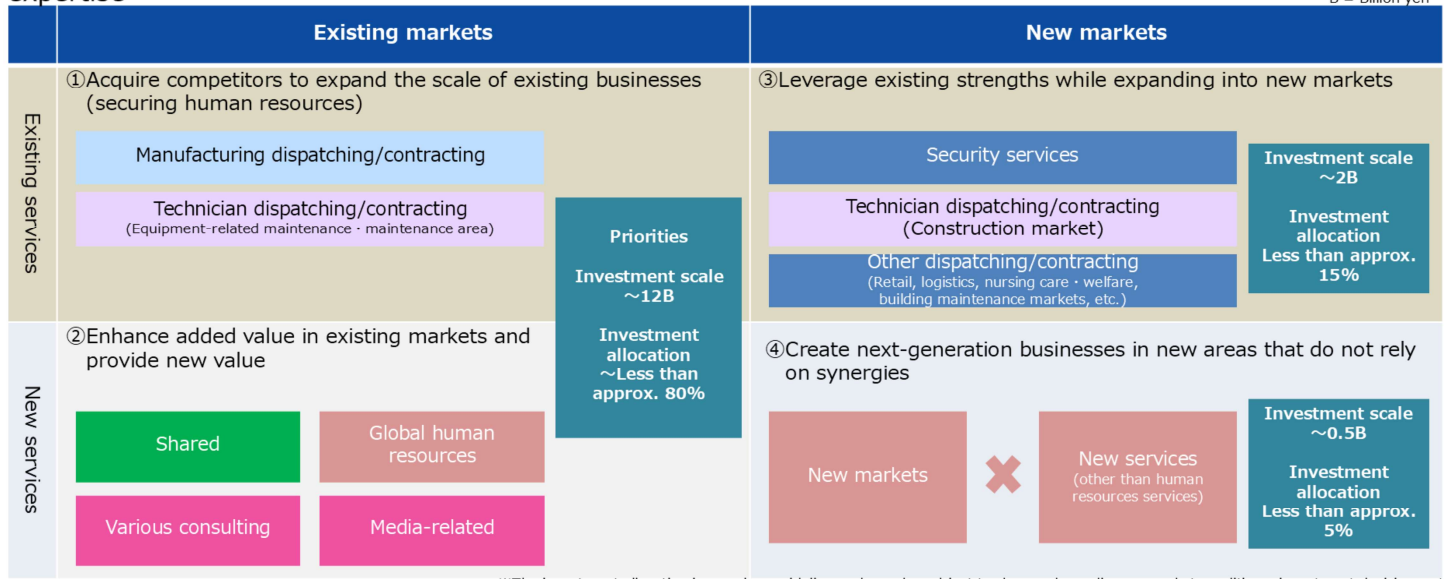 expertise
B = Billion yen
Existing markets
New markets
Existing services
①Acquire competitors to expand the scale of existing businesses
(securing human resources)
Manufacturing dispatching/contracting
Technician dispatching/contracting
(Equipment-related maintenance・maintenance area)
Priorities
Investment scale
～12B
Investment
allocation
～Less than
approx. 80%
③Leverage existing strengths while expanding into new markets
Security services
Technician dispatching/contracting
(Construction market)
Other dispatching/contracting
(Retail, logistics, nursing care・welfare,
building maintenance markets, etc.)
Investment scale
～2B
Investment
allocation
Less than approx.
15%
New services
②Enhance added value in existing markets and
provide new value
Shared
Global human
resources
Various consulting
Media-related
④Create next-generation businesses in new areas that do not rely
on synergies
New markets
New services
(other than human
resources services)
Investment scale
～0.5B
Investment
allocation
Less than approx.
5%